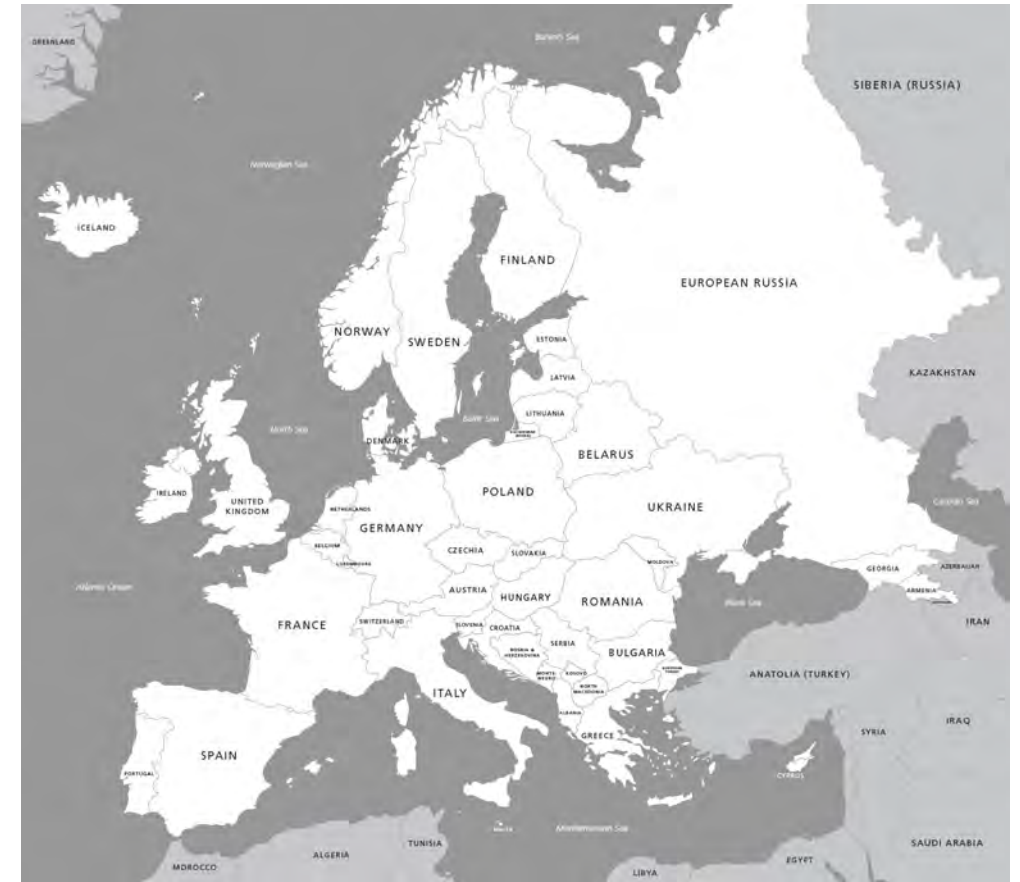 GREENLAND
Barents Sea
SIBERIA (RUSSIA)
Norwegian Sea
ICELAND
FINLAND
EUROPEAN RUSSIA
NORWAY
SWEDEN
ESTONIA
KAZAKHSTAN
LATVIA
LITHUANIA
Baltic Sea
North Sea
DENMARK
BELARUS
IRELAND
POLAND
UNITED
KINGDOM
NETHERLANDS
UKRAINE
Caspian Sea
GERMANY
BELGIUM
CZECHIA
SLOVAKIA
LUXEMBOURG
MOLDOVA
GEORGIA
AZERBAIJAN
Atlantic Ocean
AUSTRIA
HUNGARY
ARMENIA
ROMANIA
Black Sea
FRANCE
SWITZERLAND
SLOVENIA
CROATIA
IRAN
SERBIA
BOSNIA &
HERZEGOVINA
BULGARIA
MONTE-
NEGRO
KOSOVO
ANATOLIA (TURKEY)
ITALY
NORTH
MACEDONIA
ALBANIA
IRAQ
SYRIA
GREECE
SPAIN
PORTUGAL
CYPRUS
MALTA
Mediterranean Sea
TUNISIA
SAUDI ARABIA
ALGERIA
MOROCCO
EGYPT
LIBYA